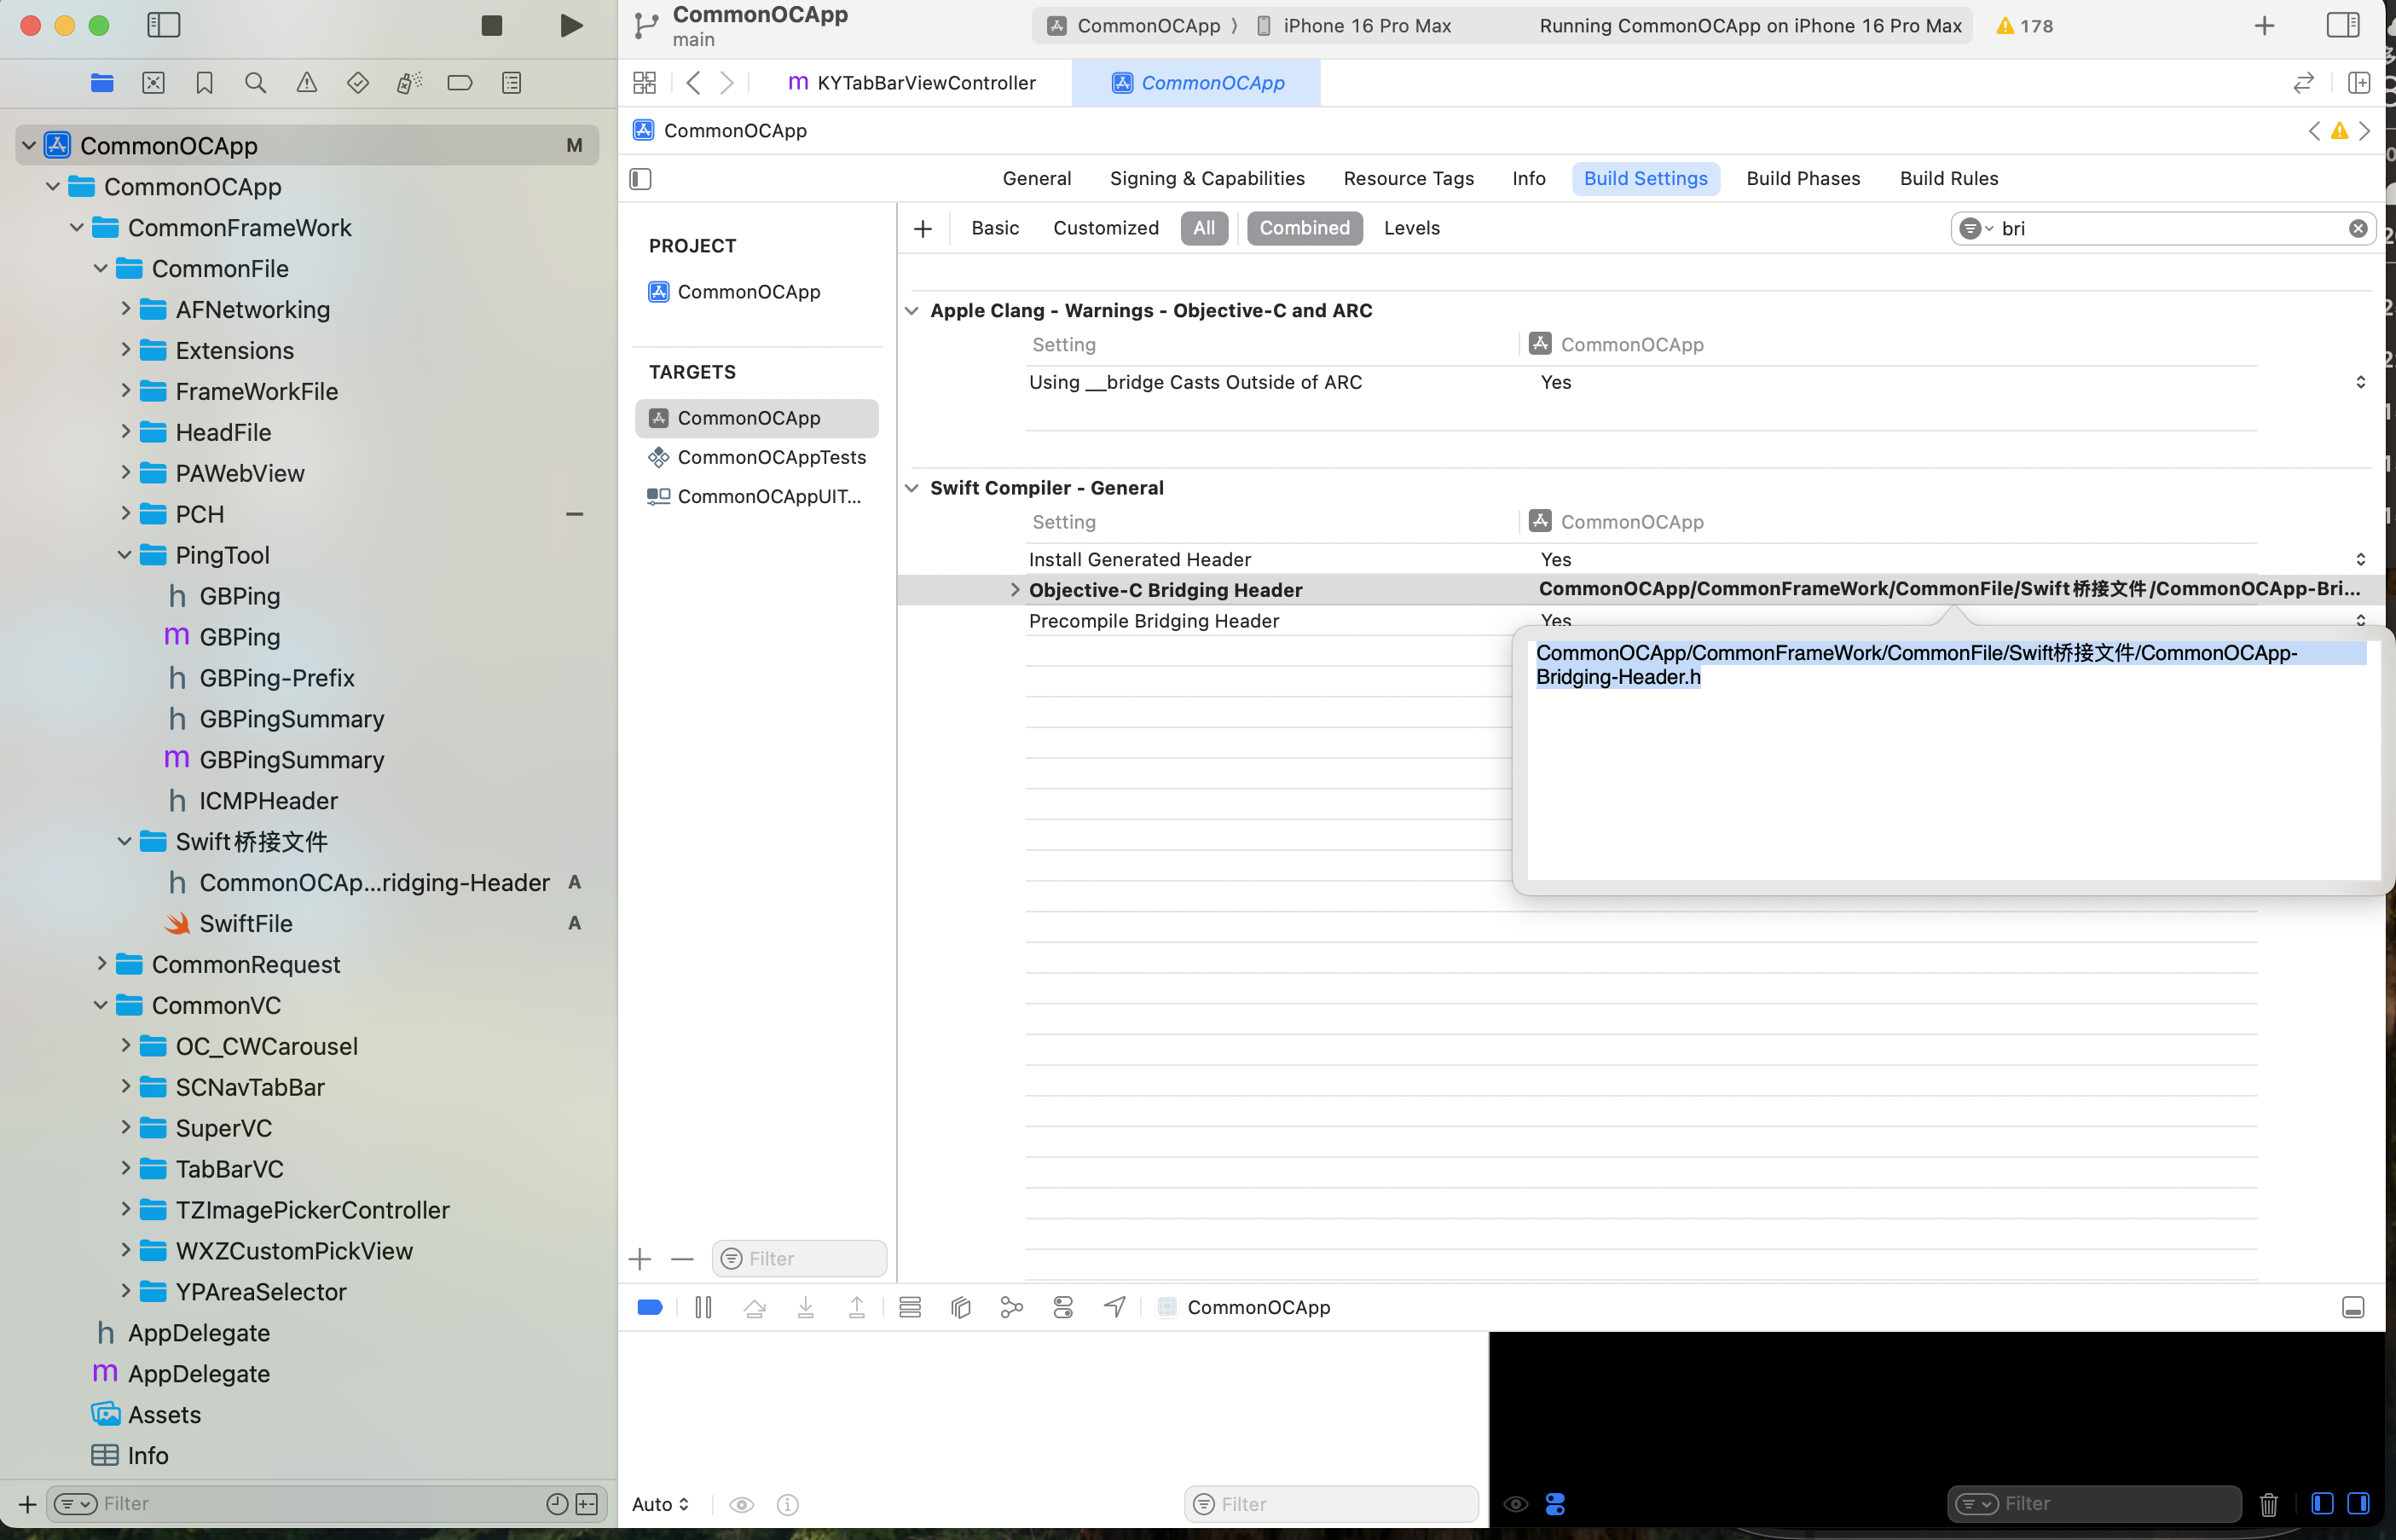 CommonOCApp
main
CommonOCApp
iPhone 16 Pro Max
Running CommonOCApp on iPhone 16 Pro Max
178
KYTabBarViewController
CommonOCApp
CommonOCApp
General
Signing & Capabilities
Resource Tags
Info
Build Settings
Build Phases
Build Rules
Basic
Customized
All
Combined
Levels
bri
CommonOCApp M
CommonOCApp
CommonFrameWork
CommonFile
AFNetworking
Extensions
FrameWorkFile
HeadFile
PAWebView
PCH
PingTool
h GBPing
m GBPing
h GBPing-Prefix
h GBPingSummary
m GBPingSummary
h ICMPHeader
Swift桥接文件
h CommonOCAp...ridging-Header A
SwiftFile A
CommonRequest
CommonVC
OC_CWCarousel
SCNavTabBar
SuperVC
TabBarVC
TZImagePickerController
WXZCustomPickView
YPAreaSelector
h AppDelegate
m AppDelegate
Assets
Info
Filter
PROJECT
CommonOCApp
TARGETS
CommonOCApp
CommonOCAppTests
CommonOCAppUIT...
Filter
Apple Clang - Warnings - Objective-C and ARC
Setting CommonOCApp
Using __bridge Casts Outside of ARC Yes
Swift Compiler - General
Setting CommonOCApp
Install Generated Header Yes
Objective-C Bridging Header CommonOCApp/CommonFrameWork/CommonFile/Swift桥接文件/CommonOCApp-Bri...
Precompile Bridging Header Yes
CommonOCApp/CommonFrameWork/CommonFile/Swift桥接文件/CommonOCApp-
Bridging-Header.h
CommonOCApp
Auto
Filter
Filter